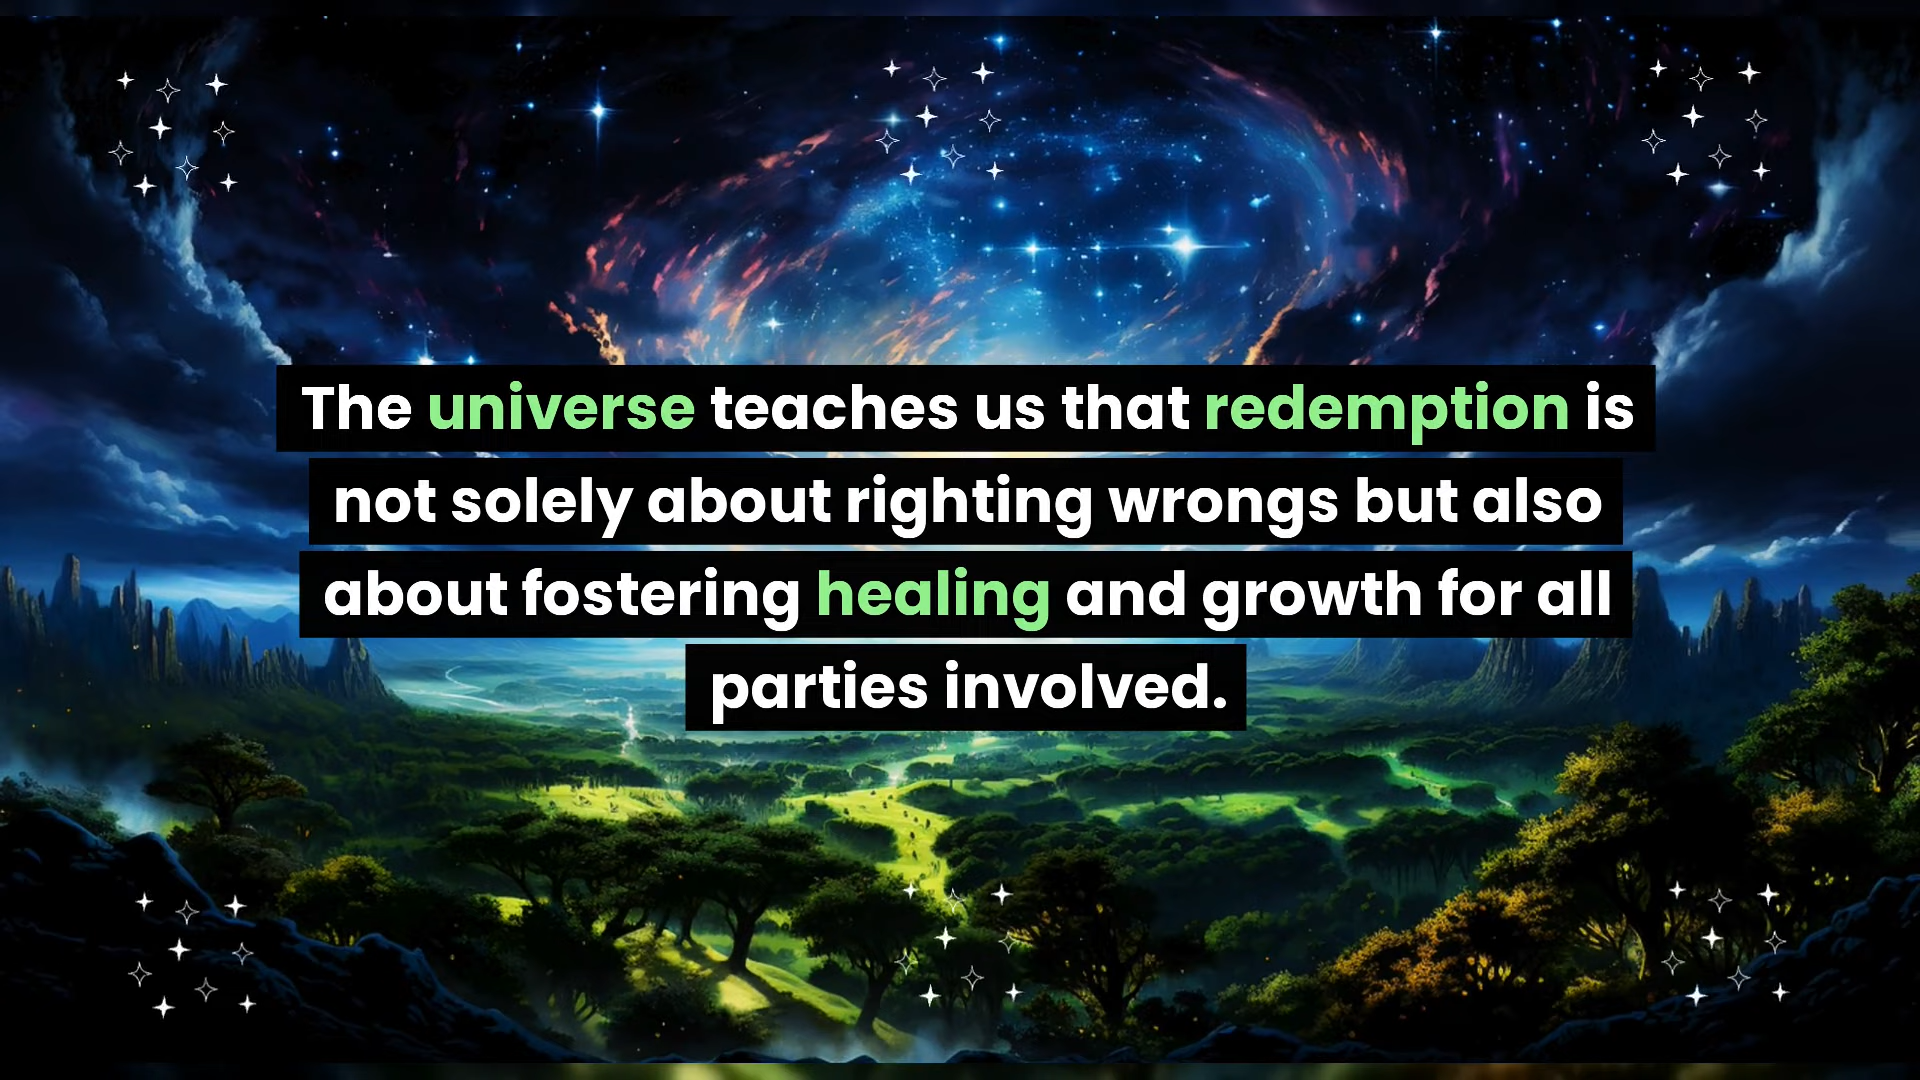 The universe teaches us that redemption is
not solely about righting wrongs but also
about fostering healing and growth for all
parties involved.